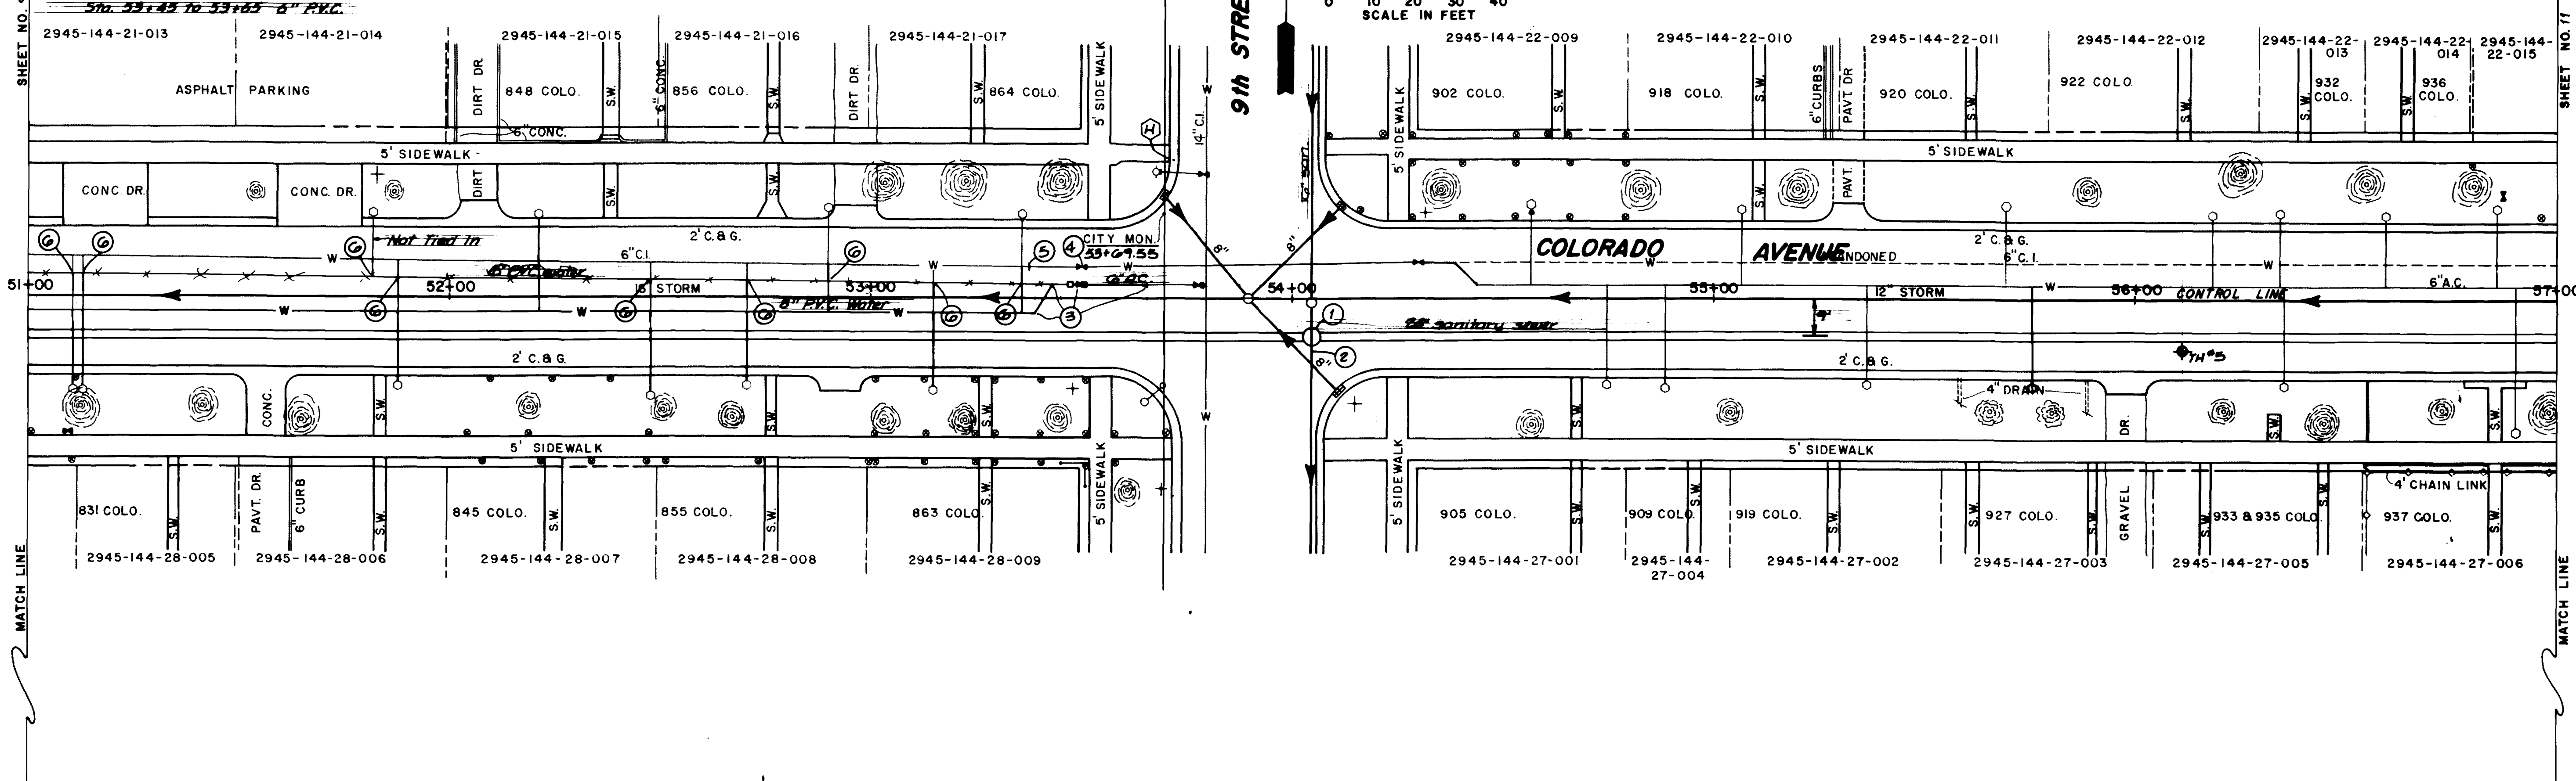 Sta. 53+45 to 53+65 6" P.V.C.
SHEET NO.
9th STRE
0 10 20 30 40
SCALE IN FEET
SHEET NO. 11
2945-144-21-013
2945-144-21-014
2945-144-21-015
2945-144-21-016
2945-144-21-017
2945-144-22-009
2945-144-22-010
2945-144-22-011
2945-144-22-012
2945-144-22-
013
2945-144-22-
014
2945-144-
22-015
ASPHALT PARKING
DIRT DR.
848 COLO.
S.W.
6" CONC.
856 COLO.
S.W.
DIRT DR.
S.W.
864 COLO.
5' SIDEWALK
W
14" C.I.
5' SIDEWALK
902 COLO.
S.W.
918 COLO.
S.W.
6" CURBS
PAVT DR
920 COLO.
S.W.
922 COLO.
S.W.
932
COLO.
S.W.
936
COLO.
S.W.
6" CONC.
H
5' SIDEWALK
5' SIDEWALK
CONC. DR.
CONC. DR.
DIRT
S.W.
S.W.
S.W.
PAVT.
6 6 6
Not Tied in
2' C. & G.
6" C.I.
6
5
4
CITY MON.
53+69.55
8"
8"
COLORADO AVENUE
ANDONED
2' C. & G.
6" C.I.
W W W W W W
6" A.C.
51+00
52+00
STORM
53+00
54+00
55+00
12" STORM
W
56+00
CONTROL LINE
6" A.C.
57+00
W W W
8" P.V.C. Water
6 6 6 6 6
3
1
sanitary sewer
2
8"
2' C. & G.
2' C. & G.
TH#5
4" DRAIN
CONC.
S.W.
S.W.
S.W.
S.W.
DR.
S.W.
S.W.
W
5' SIDEWALK
5' SIDEWALK
831 COLO.
S.W.
PAVT. DR.
6" CURB
S.W.
845 COLO.
S.W.
855 COLO.
S.W.
863 COLO.
S.W.
5' SIDEWALK
5' SIDEWALK
905 COLO.
S.W.
909 COLO.
S.W.
919 COLO.
S.W.
927 COLO.
S.W.
S.W.
GRAVEL
S.W.
933 & 935 COLO.
S.W.
4' CHAIN LINK
937 COLO.
S.W.
2945-144-28-005
2945-144-28-006
2945-144-28-007
2945-144-28-008
2945-144-28-009
2945-144-27-001
2945-144-
27-004
2945-144-27-002
2945-144-27-003
2945-144-27-005
2945-144-27-006
MATCH LINE
MATCH LINE